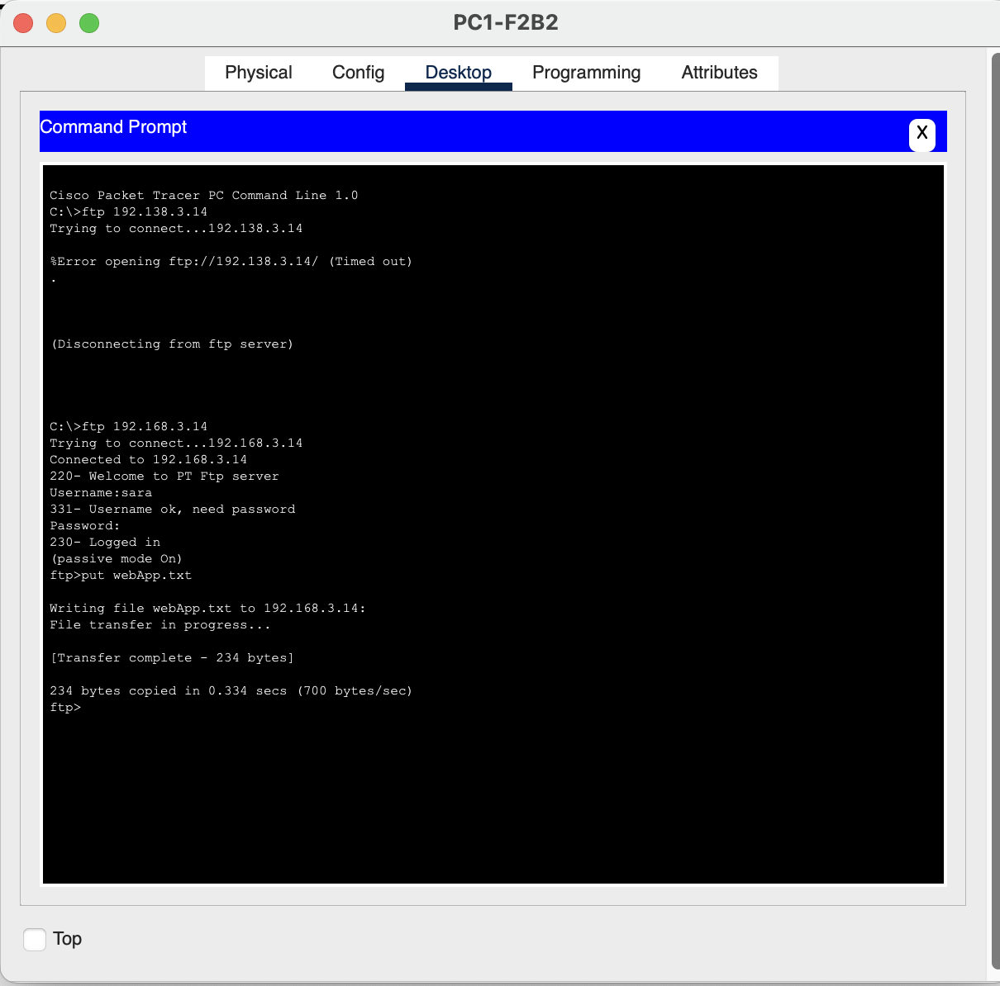 PC1-F2B2
Physical Config Desktop Programming Attributes
Command Prompt
X
Cisco Packet Tracer PC Command Line 1.0
C:\>ftp 192.138.3.14
Trying to connect...192.138.3.14
%Error opening ftp://192.138.3.14/ (Timed out)
.
(Disconnecting from ftp server)
C:\>ftp 192.168.3.14
Trying to connect...192.168.3.14
Connected to 192.168.3.14
220- Welcome to PT Ftp server
Username:sara
331- Username ok, need password
Password:
230- Logged in
(passive mode On)
ftp>put webApp.txt
Writing file webApp.txt to 192.168.3.14:
File transfer in progress...
[Transfer complete - 234 bytes]
234 bytes copied in 0.334 secs (700 bytes/sec)
ftp>
Top